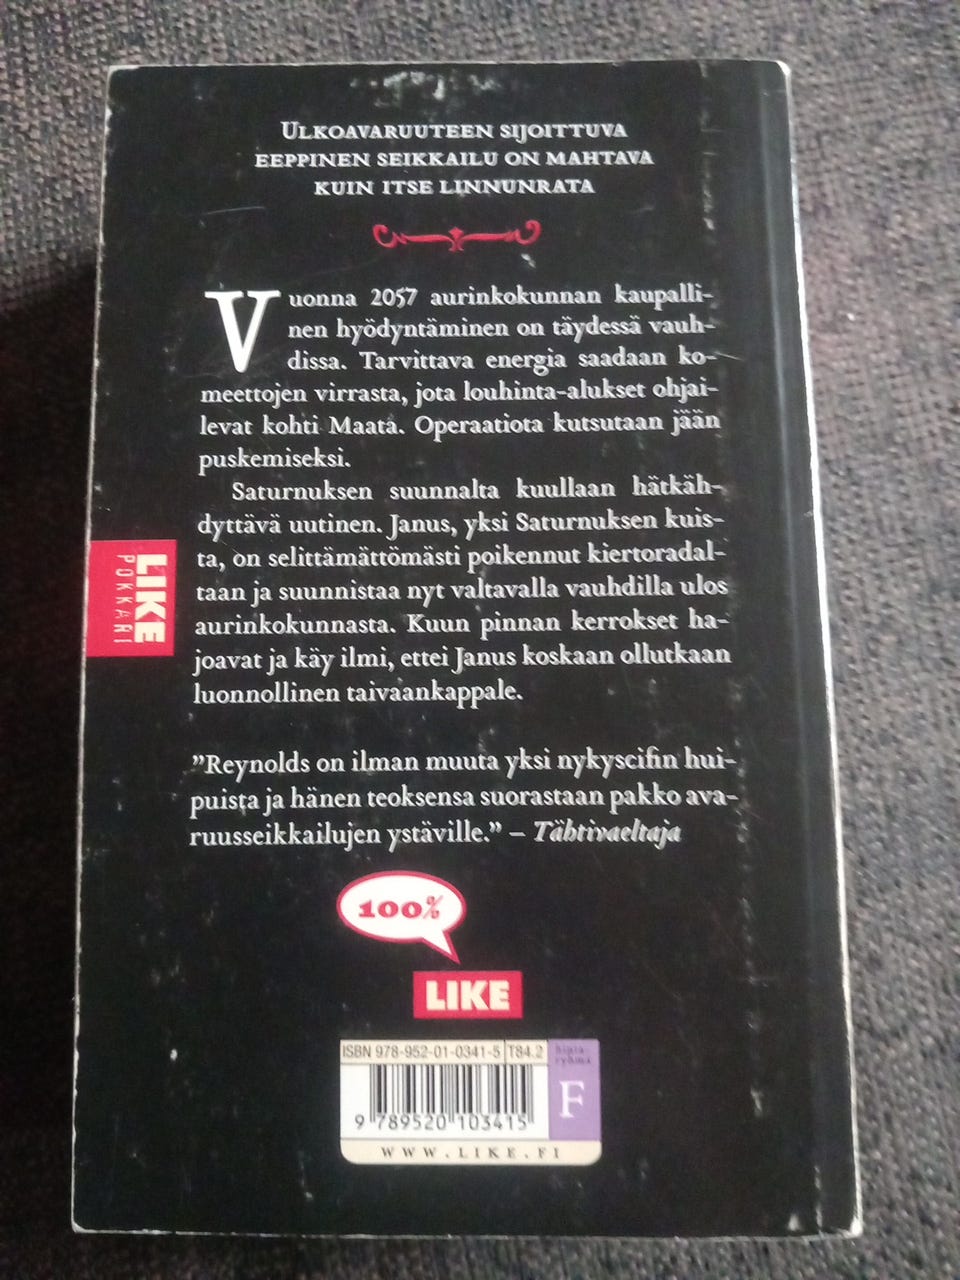 ULKOAVARUUTEEN SIJOITTUVA
EEPPINEN SEIKKAILU ON MAHTAVA
KUIN ITSE LINNUNRATA
Vuonna 2057 aurinkokunnan kaupalli-
nen hyödyntäminen on täydessä vauh-
dissa. Tarvittava energia saadaan ko-
meettojen virrasta, jota louhinta-alukset ohjai-
levat kohti Maata. Operaatiota kutsutaan jään
puskemiseksi.
Saturnuksen suunnalta kuullaan hätkäh-
dyttävä uutinen. Janus, yksi Saturnuksen kuis-
ta, on selittämättömästi poikennut kiertoradal-
taan ja suunnistaa nyt valtavalla vauhdilla ulos
aurinkokunnasta. Kuun pinnan kerrokset ha-
joavat ja käy ilmi, ettei Janus koskaan ollutkaan
luonnollinen taivaankappale.
LIKE
POKKARI
"Reynolds on ilman muuta yksi nykyscifin hui-
puista ja hänen teoksensa suorastaan pakko ava-
ruusseikkailujen ystäville." – Tähtivaeltaja
100%
LIKE
ISBN 978-952-01-0341-5 T84.2
hinta-
ryhmä
F
9 789520 103415
WWW.LIKE.FI